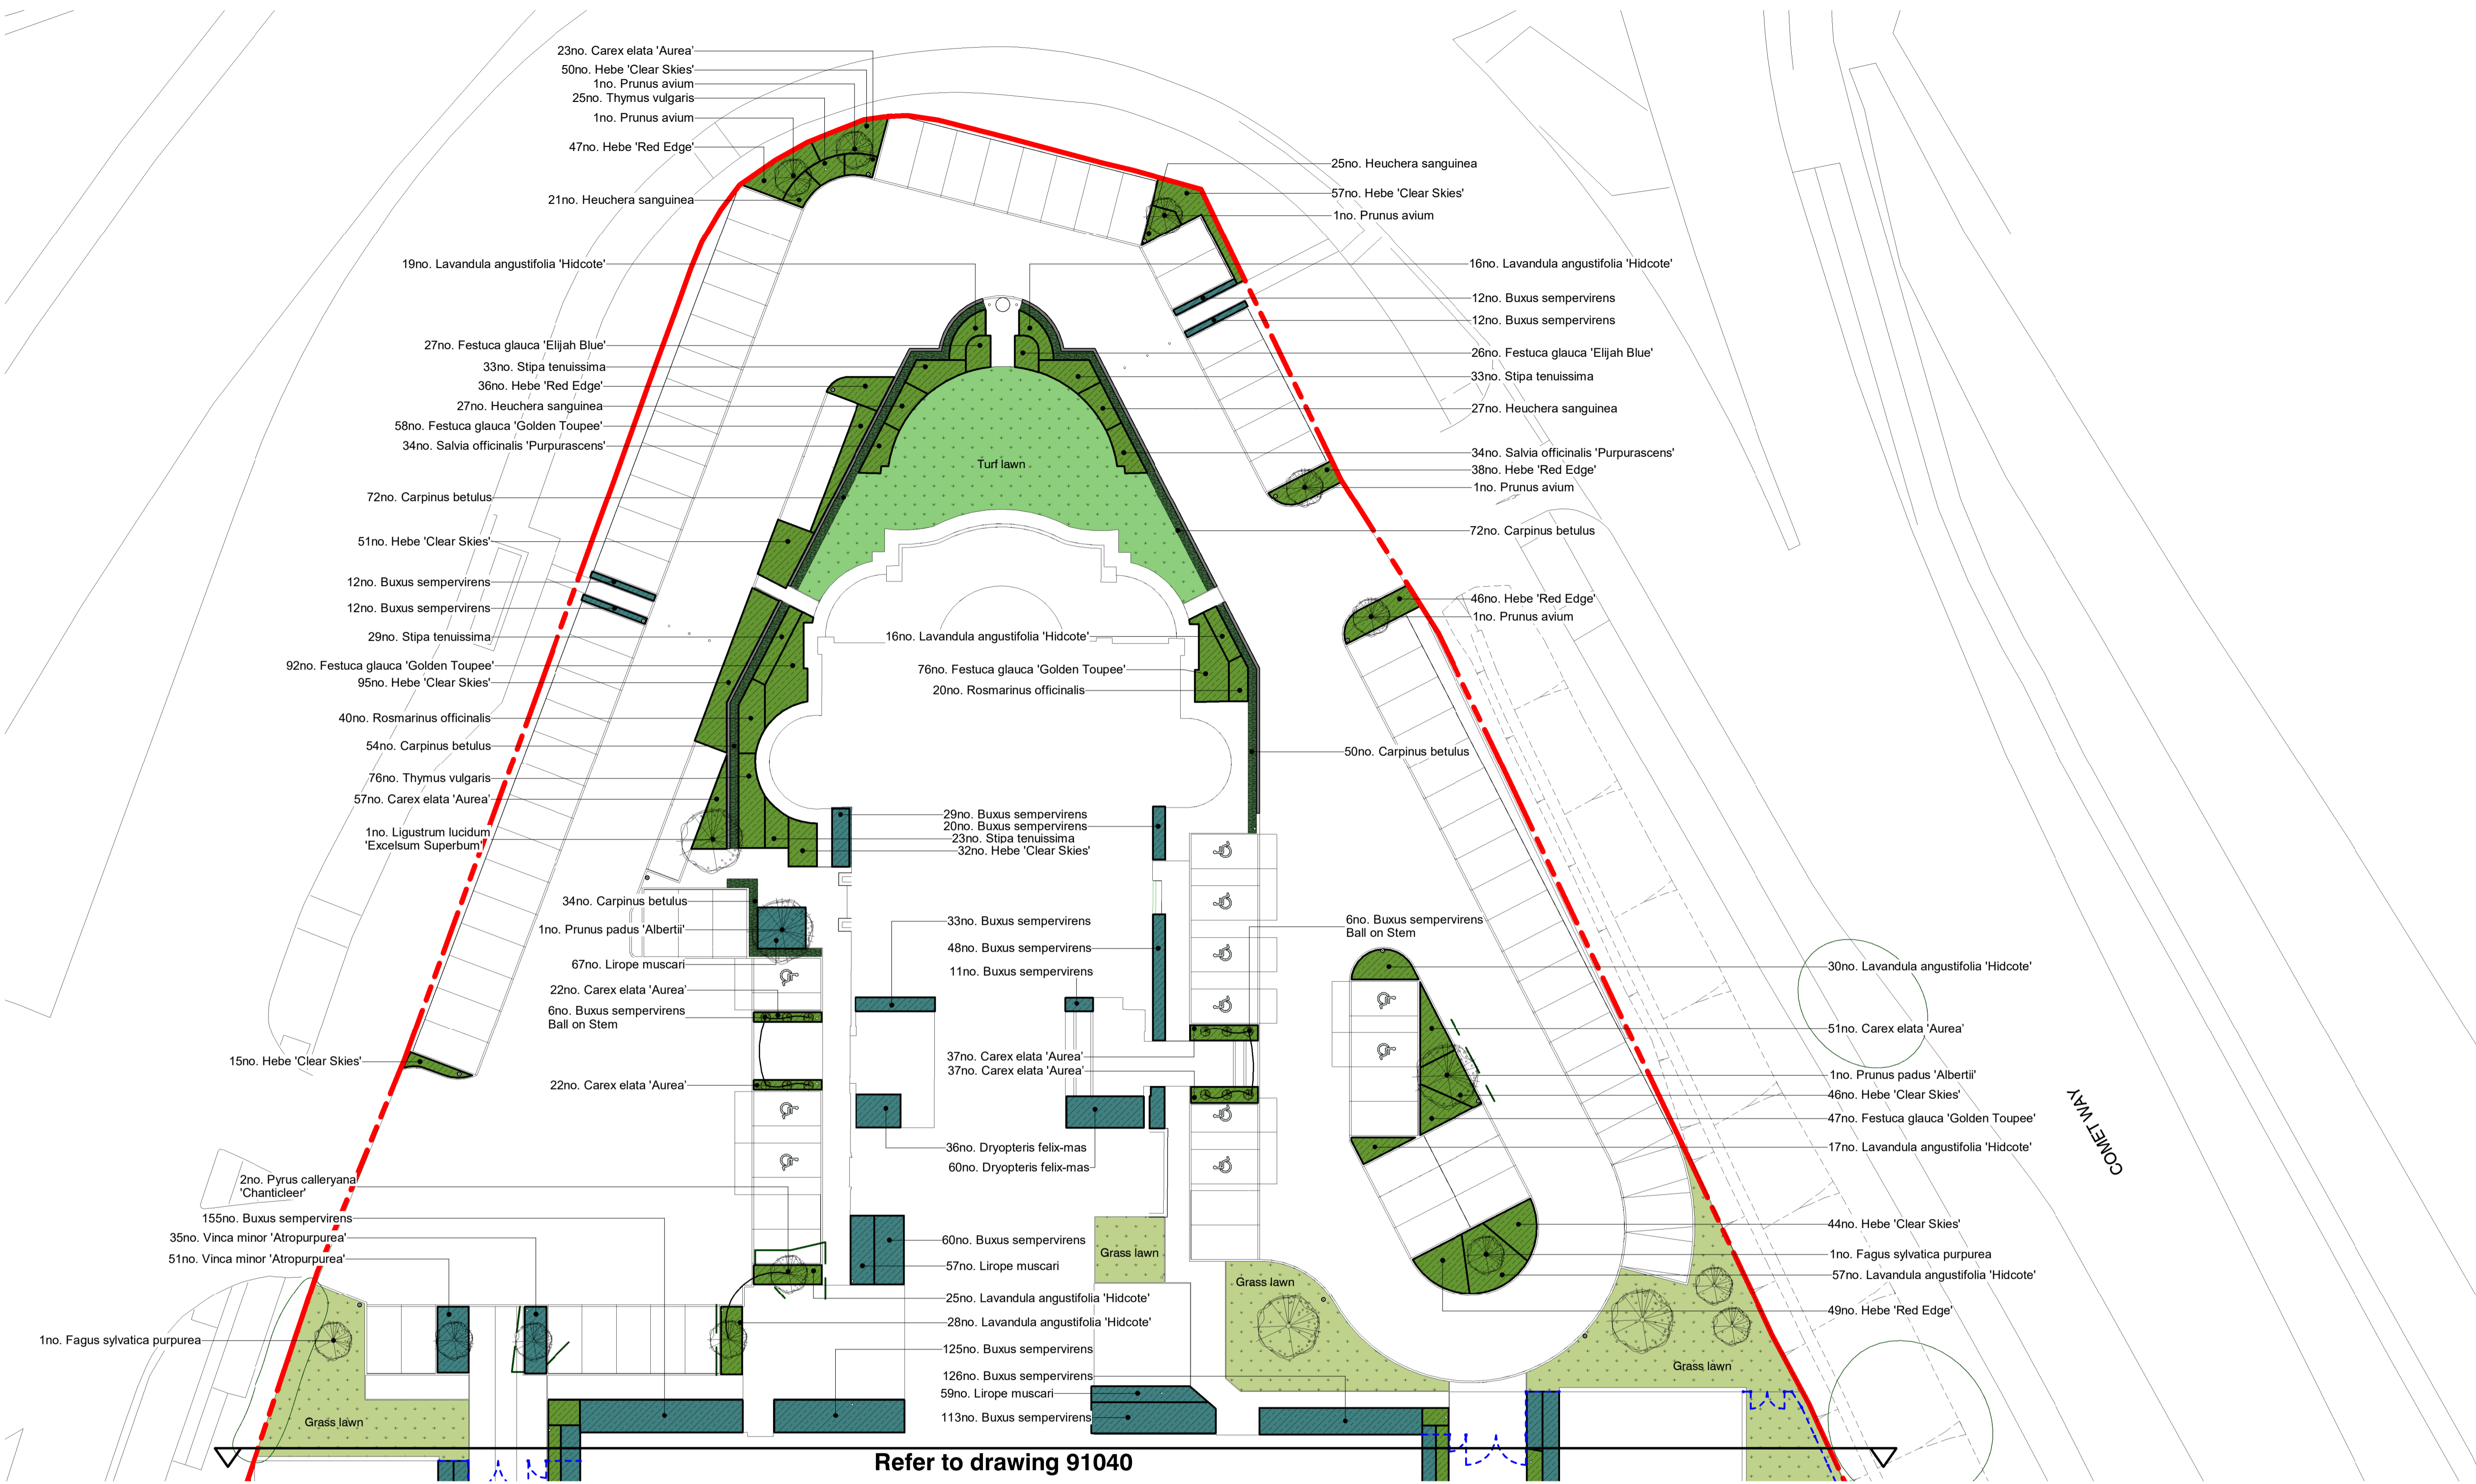 23no. Carex elata 'Aurea'
50no. Hebe 'Clear Skies'
1no. Prunus avium
25no. Thymus vulgaris
1no. Prunus avium
47no. Hebe 'Red Edge'
21no. Heuchera sanguinea
25no. Heuchera sanguinea
57no. Hebe 'Clear Skies'
1no. Prunus avium
19no. Lavandula angustifolia 'Hidcote'
16no. Lavandula angustifolia 'Hidcote'
12no. Buxus sempervirens
12no. Buxus sempervirens
27no. Festuca glauca 'Elijah Blue'
33no. Stipa tenuissima
36no. Hebe 'Red Edge'
27no. Heuchera sanguinea
58no. Festuca glauca 'Golden Toupee'
34no. Salvia officinalis 'Purpurascens'
26no. Festuca glauca 'Elijah Blue'
33no. Stipa tenuissima
27no. Heuchera sanguinea
34no. Salvia officinalis 'Purpurascens'
38no. Hebe 'Red Edge'
1no. Prunus avium
Turf lawn
72no. Carpinus betulus
72no. Carpinus betulus
51no. Hebe 'Clear Skies'
12no. Buxus sempervirens
12no. Buxus sempervirens
46no. Hebe 'Red Edge'
1no. Prunus avium
29no. Stipa tenuissima
92no. Festuca glauca 'Golden Toupee'
95no. Hebe 'Clear Skies'
40no. Rosmarinus officinalis
54no. Carpinus betulus
76no. Thymus vulgaris
57no. Carex elata 'Aurea'
1no. Ligustrum lucidum
'Excelsum Superbum'
16no. Lavandula angustifolia 'Hidcote'
76no. Festuca glauca 'Golden Toupee'
20no. Rosmarinus officinalis
50no. Carpinus betulus
29no. Buxus sempervirens
20no. Buxus sempervirens
23no. Stipa tenuissima
32no. Hebe 'Clear Skies'
34no. Carpinus betulus
1no. Prunus padus 'Albertii'
67no. Lirope muscari
22no. Carex elata 'Aurea'
6no. Buxus sempervirens
Ball on Stem
22no. Carex elata 'Aurea'
33no. Buxus sempervirens
48no. Buxus sempervirens
11no. Buxus sempervirens
37no. Carex elata 'Aurea'
37no. Carex elata 'Aurea'
6no. Buxus sempervirens
Ball on Stem
30no. Lavandula angustifolia 'Hidcote'
51no. Carex elata 'Aurea'
1no. Prunus padus 'Albertii'
46no. Hebe 'Clear Skies'
47no. Festuca glauca 'Golden Toupee'
17no. Lavandula angustifolia 'Hidcote'
COMET WAY
15no. Hebe 'Clear Skies'
36no. Dryopteris felix-mas
60no. Dryopteris felix-mas
2no. Pyrus calleryana
'Chanticleer'
155no. Buxus sempervirens
35no. Vinca minor 'Atropurpurea'
51no. Vinca minor 'Atropurpurea'
60no. Buxus sempervirens
57no. Lirope muscari
Grass lawn
Grass lawn
44no. Hebe 'Clear Skies'
1no. Fagus sylvatica purpurea
57no. Lavandula angustifolia 'Hidcote'
49no. Hebe 'Red Edge'
25no. Lavandula angustifolia 'Hidcote'
28no. Lavandula angustifolia 'Hidcote'
1no. Fagus sylvatica purpurea
125no. Buxus sempervirens
126no. Buxus sempervirens
59no. Lirope muscari
113no. Buxus sempervirens
Grass lawn
Grass lawn
Refer to drawing 91040